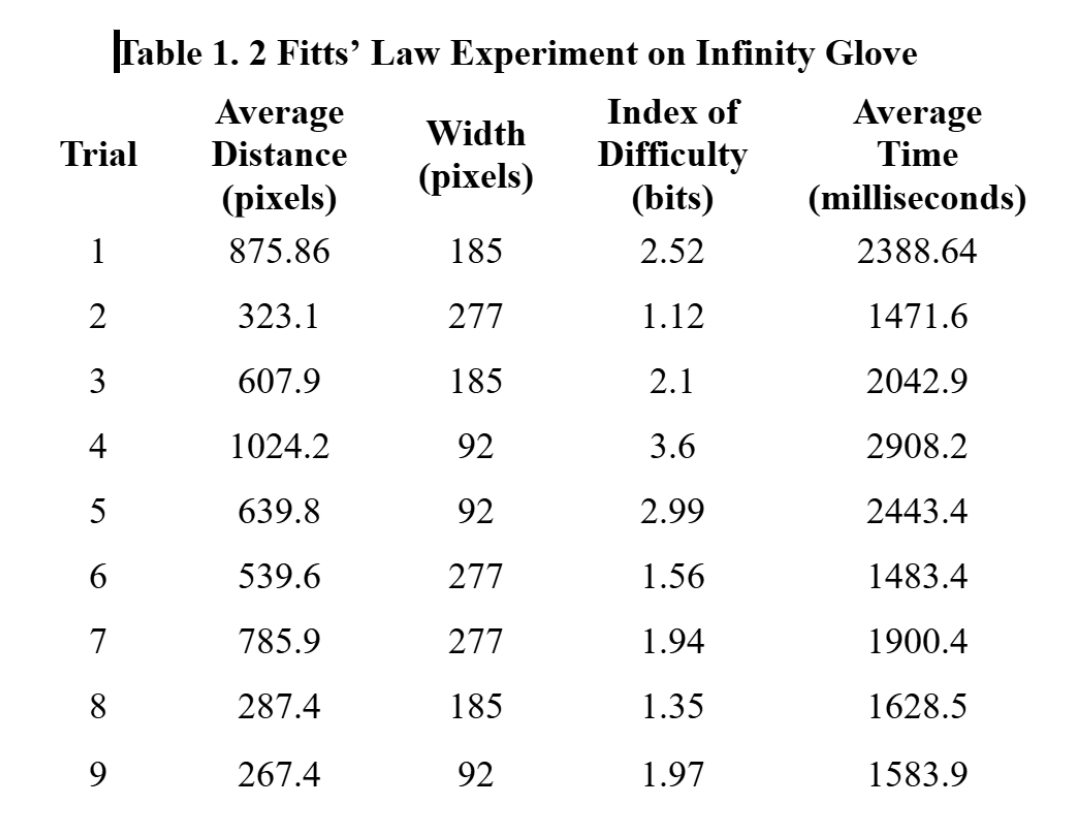 Table 1. 2 Fitts’ Law Experiment on Infinity Glove
Trial Average Distance (pixels) Width (pixels) Index of Difficulty (bits) Average Time (milliseconds)
1 875.86 185 2.52 2388.64
2 323.1 277 1.12 1471.6
3 607.9 185 2.1 2042.9
4 1024.2 92 3.6 2908.2
5 639.8 92 2.99 2443.4
6 539.6 277 1.56 1483.4
7 785.9 277 1.94 1900.4
8 287.4 185 1.35 1628.5
9 267.4 92 1.97 1583.9